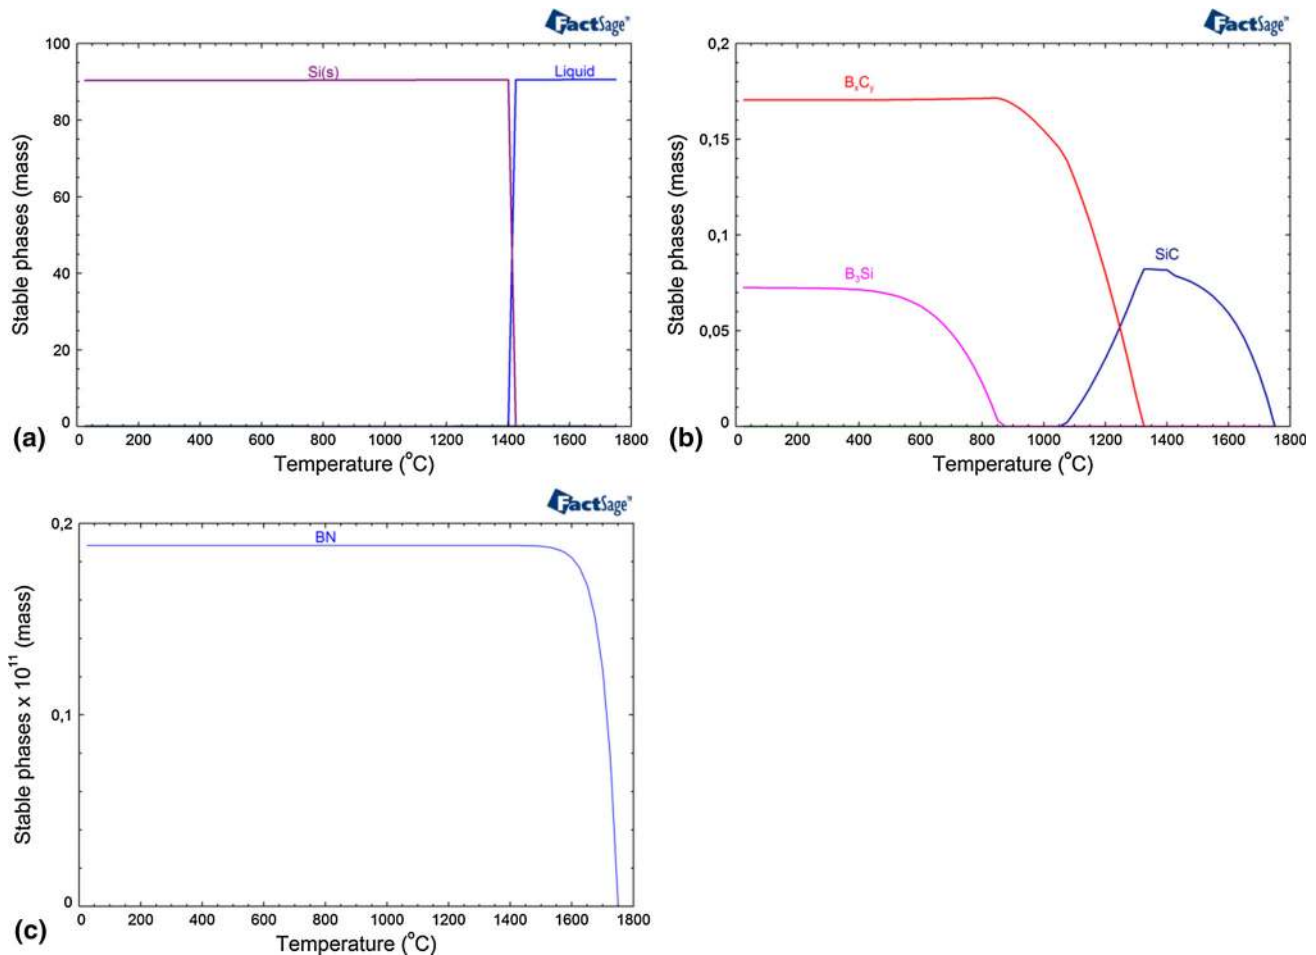 FactSage™
100
80
60
40
20
0
Stable phases (mass)
Si(s)
Liquid
0 200 400 600 800 1000 1200 1400 1600 1800
Temperature (°C)
(a)
FactSage™
0,2
0,15
0,1
0,05
0
Stable phases (mass)
BxCy
B3Si
SiC
0 200 400 600 800 1000 1200 1400 1600 1800
Temperature (°C)
(b)
FactSage™
0,2
0,1
0
Stable phases x 10¹¹ (mass)
BN
0 200 400 600 800 1000 1200 1400 1600 1800
Temperature (°C)
(c)